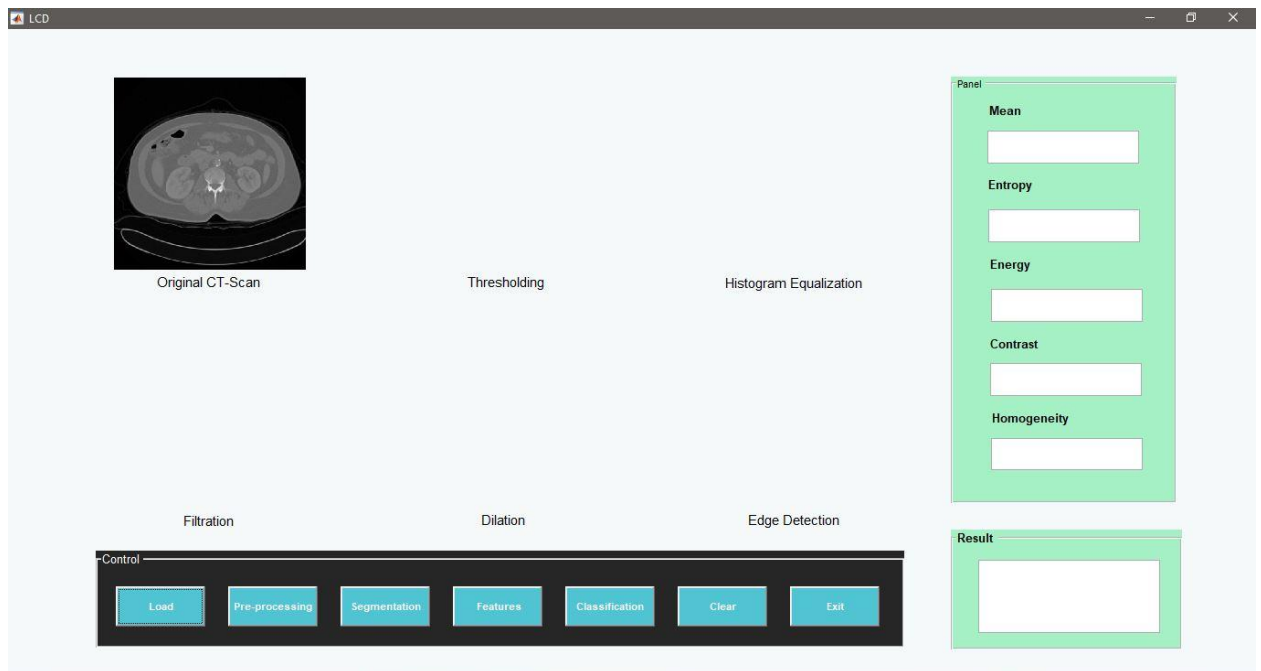 LCD
Original CT-Scan
Thresholding
Histogram Equalization
Filtration
Dilation
Edge Detection
Control
Load
Pre-processing
Segmentation
Features
Classification
Clear
Exit
Panel
Mean
Entropy
Energy
Contrast
Homogeneity
Result